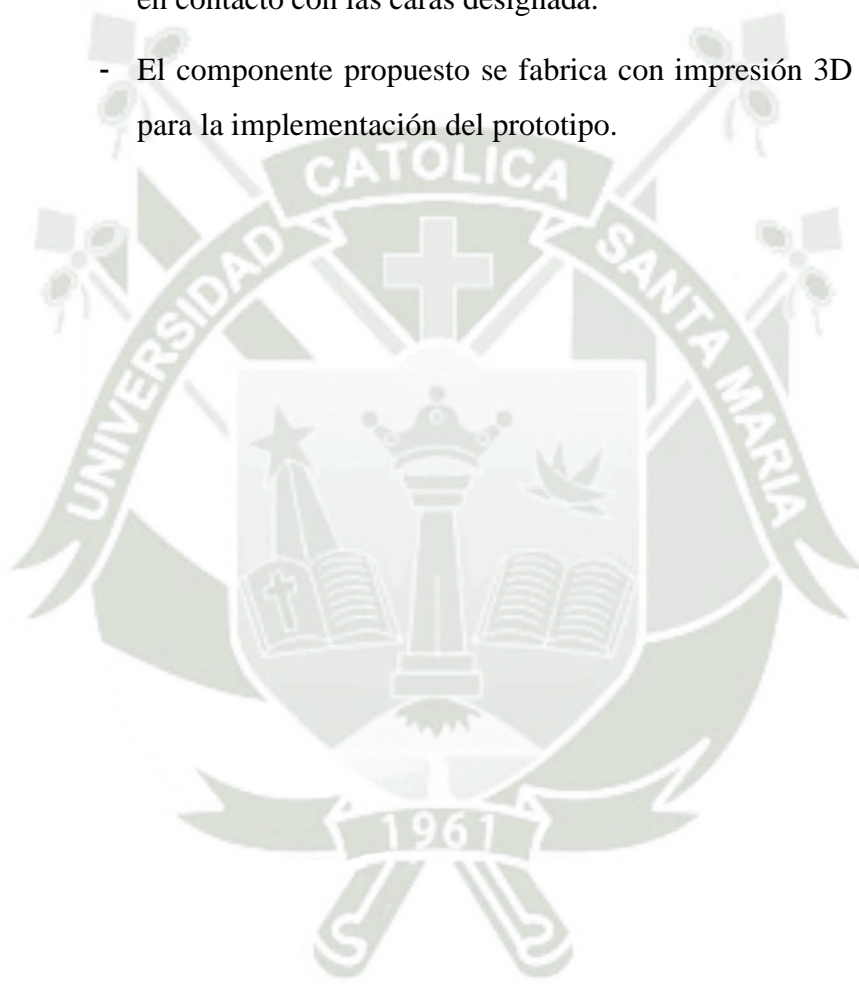 en contacto con las caras designada.
- El componente propuesto se fabrica con impresión 3D
para la implementación del prototipo.
CATOLICA
UNIVERSIDAD
SANTA MARIA
1961